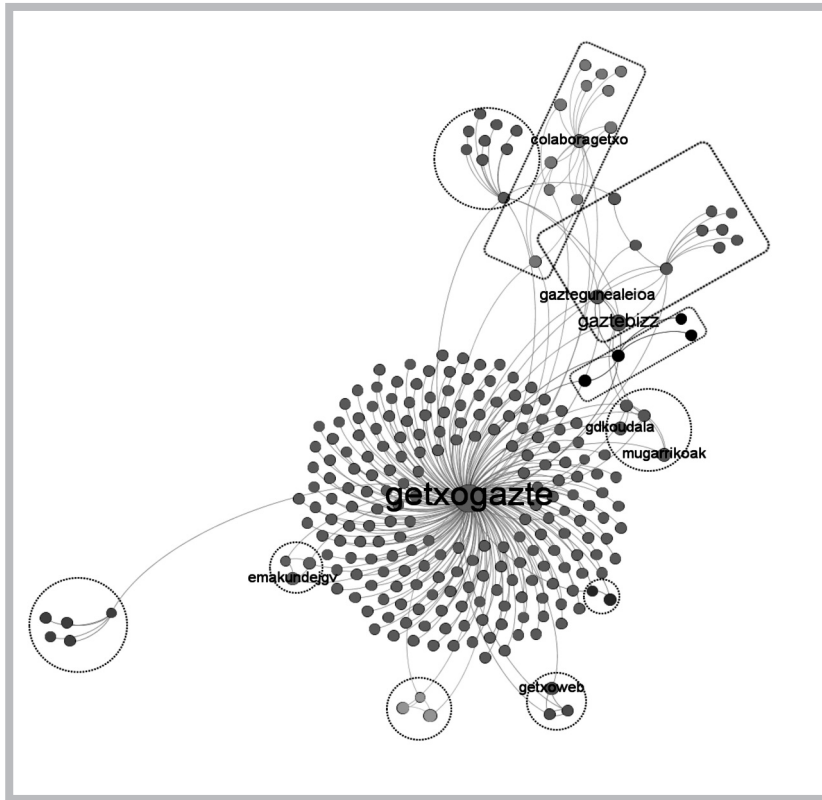 colaboragetxo
gaztegunealeioa
gaztebizz
gdkoudala
mugarrikoak
getxogazte
emakundejgv
getxoweb